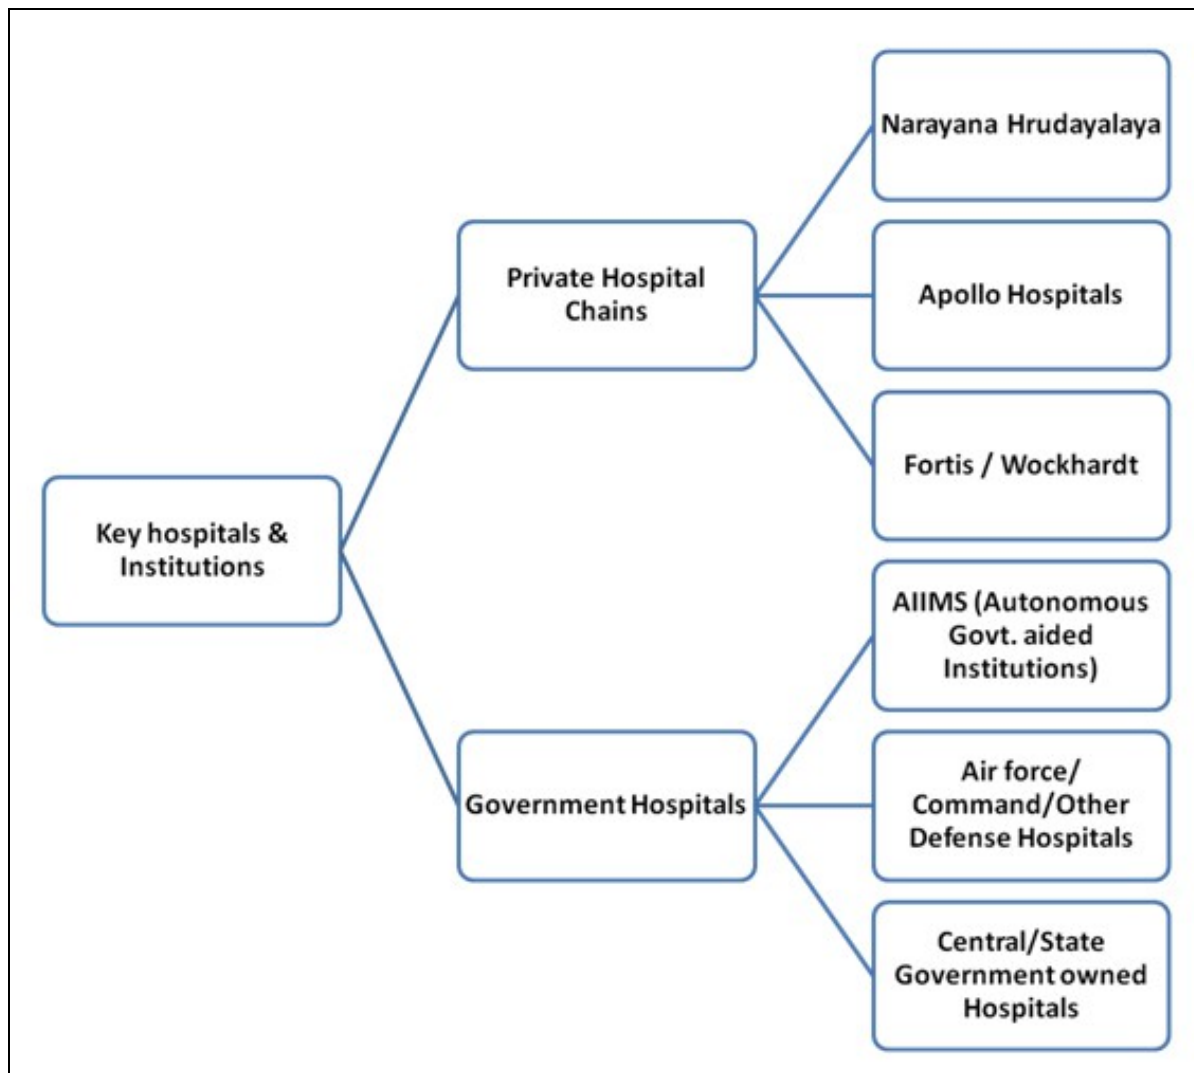 Key hospitals &
Institutions
Private Hospital
Chains
Narayana Hrudayalaya
Apollo Hospitals
Fortis / Wockhardt
Government Hospitals
AIIMS (Autonomous
Govt. aided
Institutions)
Air force/
Command/Other
Defense Hospitals
Central/State
Government owned
Hospitals